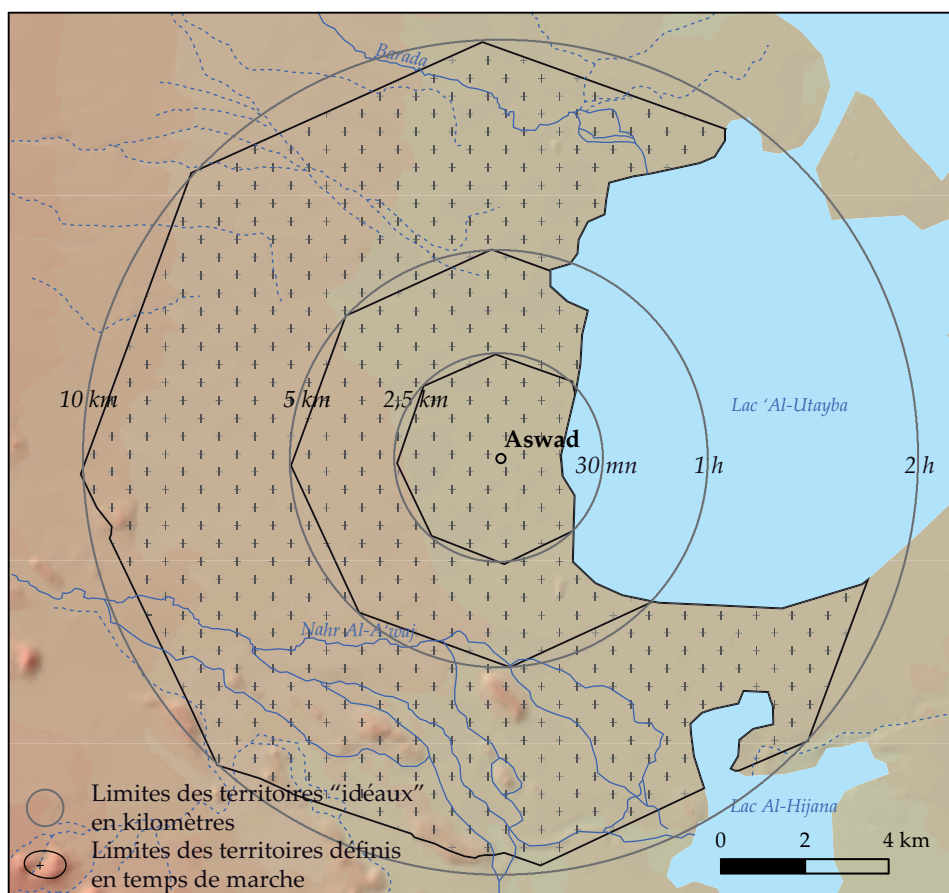 Barada
10 km
5 km
2,5 km
Lac ‘Al-Utayba
Aswad
30 mn
1 h
2 h
Nahr Al-A‘waj
Limites des territoires “idéaux”
en kilomètres
Lac Al-Hijana
Limites des territoires définis
en temps de marche
0 2 4 km